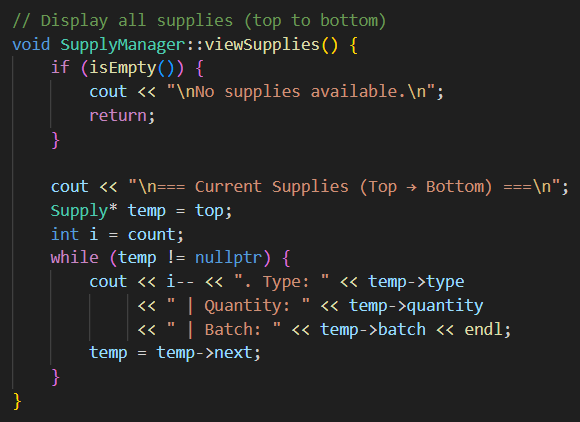 // Display all supplies (top to bottom)
void SupplyManager::viewSupplies() {
    if (isEmpty()) {
        cout << "\nNo supplies available.\n";
        return;
    }

    cout << "\n=== Current Supplies (Top → Bottom) ===\n";
    Supply* temp = top;
    int i = count;
    while (temp != nullptr) {
        cout << i-- << ". Type: " << temp->type
             << " | Quantity: " << temp->quantity
             << " | Batch: " << temp->batch << endl;
        temp = temp->next;
    }
}